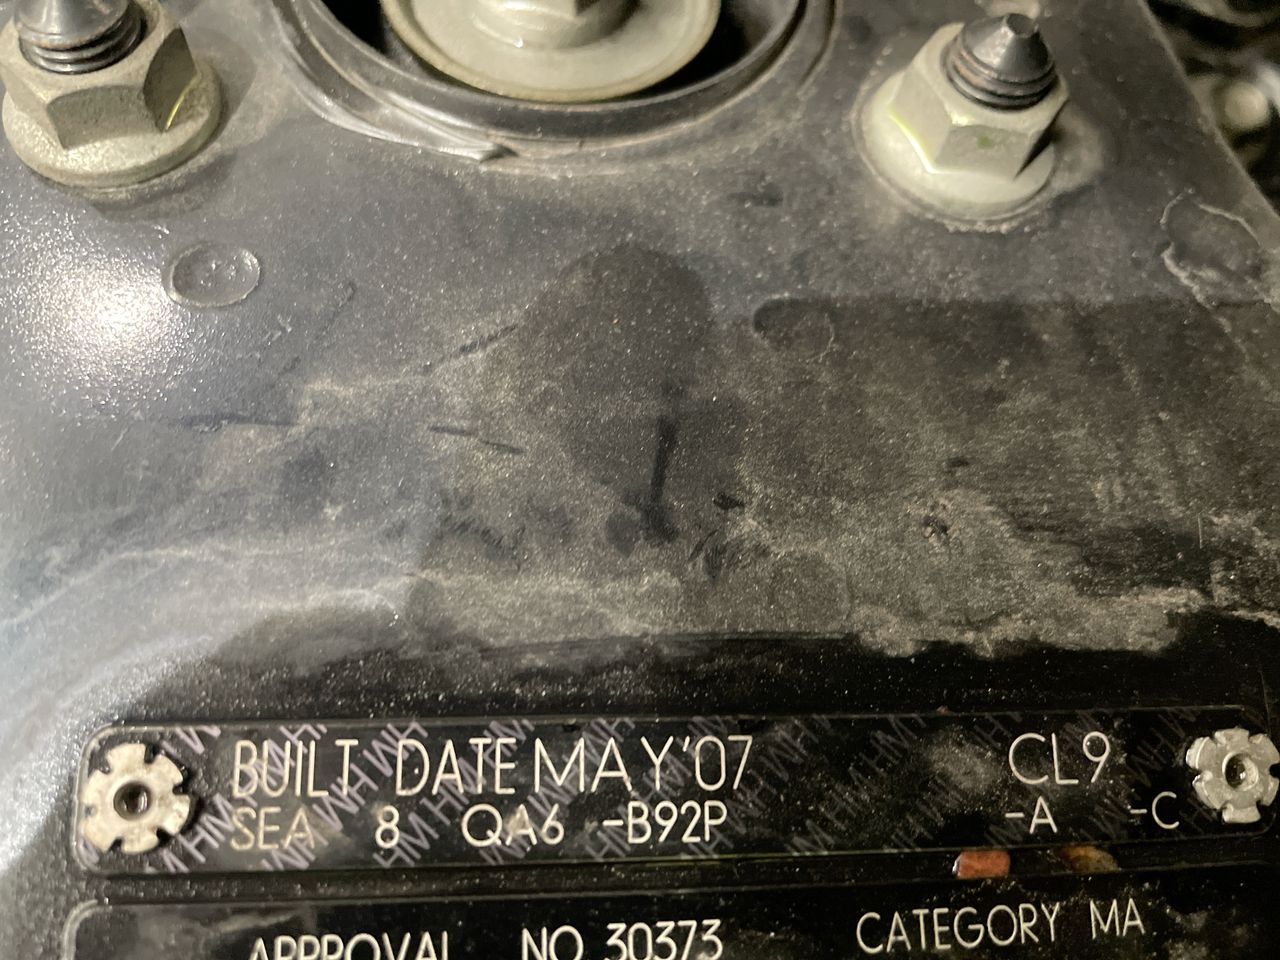 BUILT DATE MAY'07 CL9
SEA 8 QA6 -B92P -A -C
APPROVAL NO 30373 CATEGORY MA